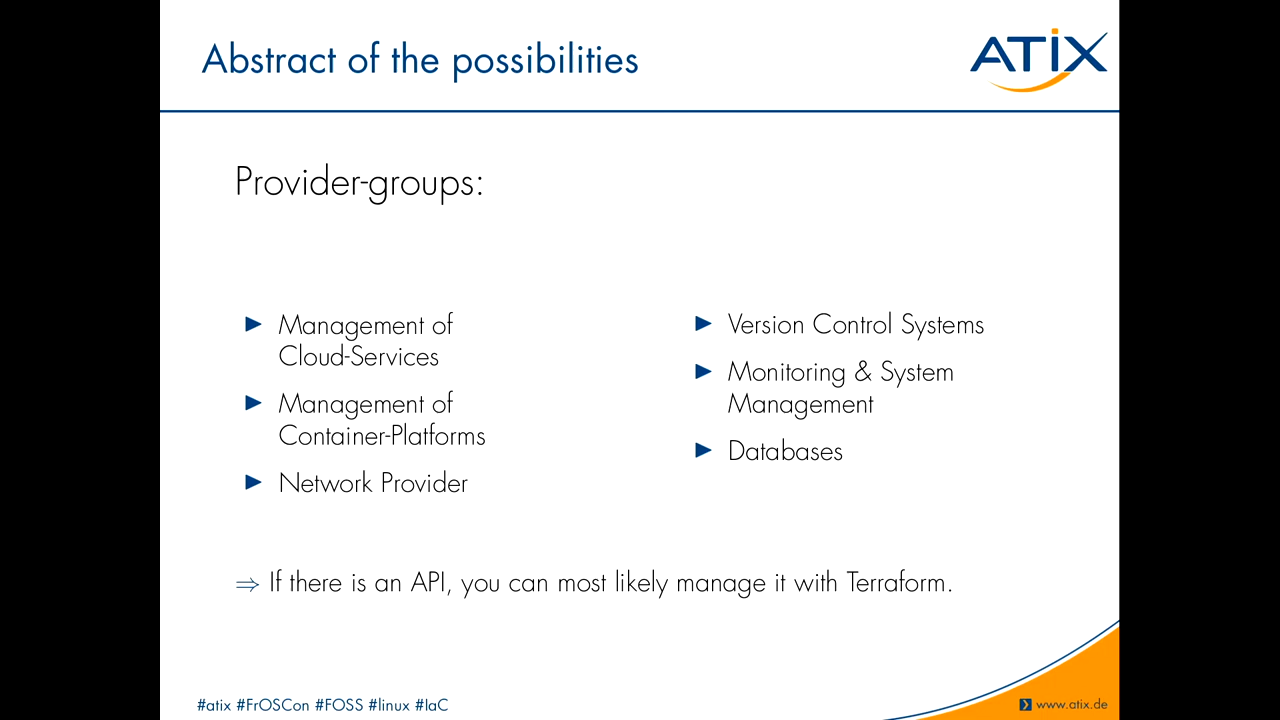 Abstract of the possibilities
ATIX
Provider-groups:
► Management of
Cloud-Services
► Management of
Container-Platforms
► Network Provider
► Version Control Systems
► Monitoring & System
Management
► Databases
⇒ If there is an API, you can most likely manage it with Terraform.
#atix #FrOSCon #FOSS #linux #IaC
www.atix.de